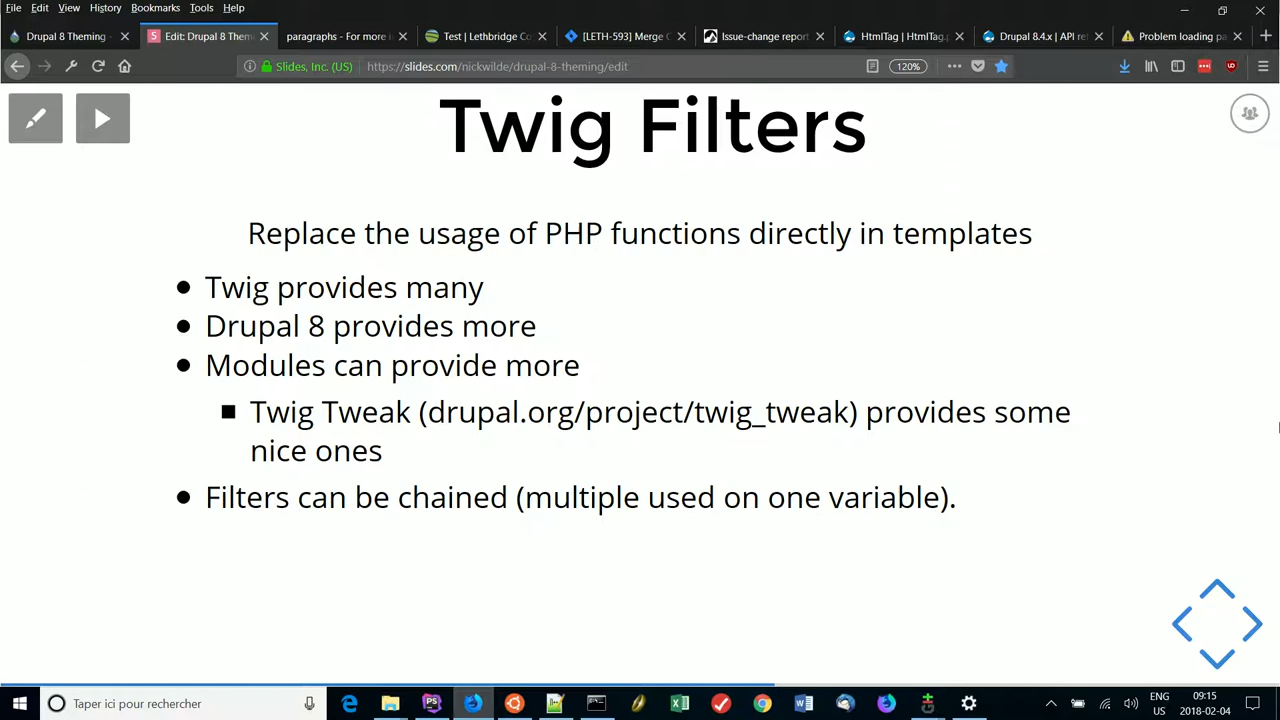 File Edit View History Bookmarks Tools Help
Drupal 8 Theming - Edit: Drupal 8 Them paragraphs - For more i Test | Lethbridge Co [LETH-593] Merge C Issue-change report HtmlTag | HtmlTag.p Drupal 8.4.x | API ref Problem loading pa
Slides, Inc. (US) https://slides.com/nickwilde/drupal-8-theming/edit 120%
Twig Filters
Replace the usage of PHP functions directly in templates
Twig provides many
Drupal 8 provides more
Modules can provide more
Twig Tweak (drupal.org/project/twig_tweak) provides some
nice ones
Filters can be chained (multiple used on one variable).
Taper ici pour rechercher
ENG 09:15
US 2018-02-04